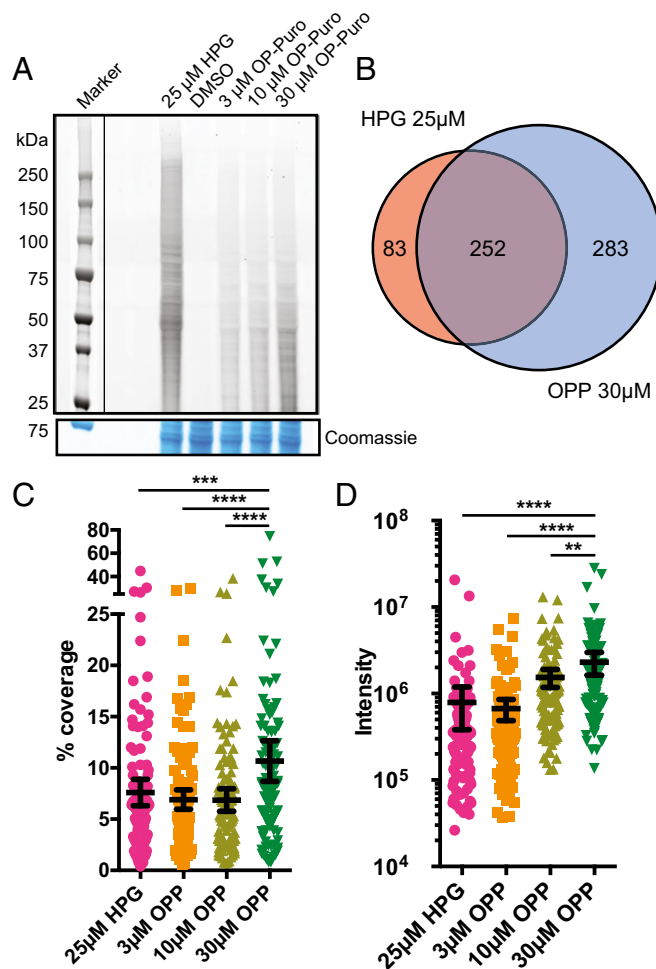 A
Marker
25 µM HPG
DMSO
3 µM OP-Puro
10 µM OP-Puro
30 µM OP-Puro
kDa
250
150
100
75
50
37
25
75
Coomassie
B
HPG 25µM
83
252
283
OPP 30µM
C
***
****
****
% coverage
80
60
40
25
20
15
10
5
0
25µM HPG
3µM OPP
10µM OPP
30µM OPP
D
****
****
**
Intensity
10⁸
10⁷
10⁶
10⁵
10⁴
25µM HPG
3µM OPP
10µM OPP
30µM OPP